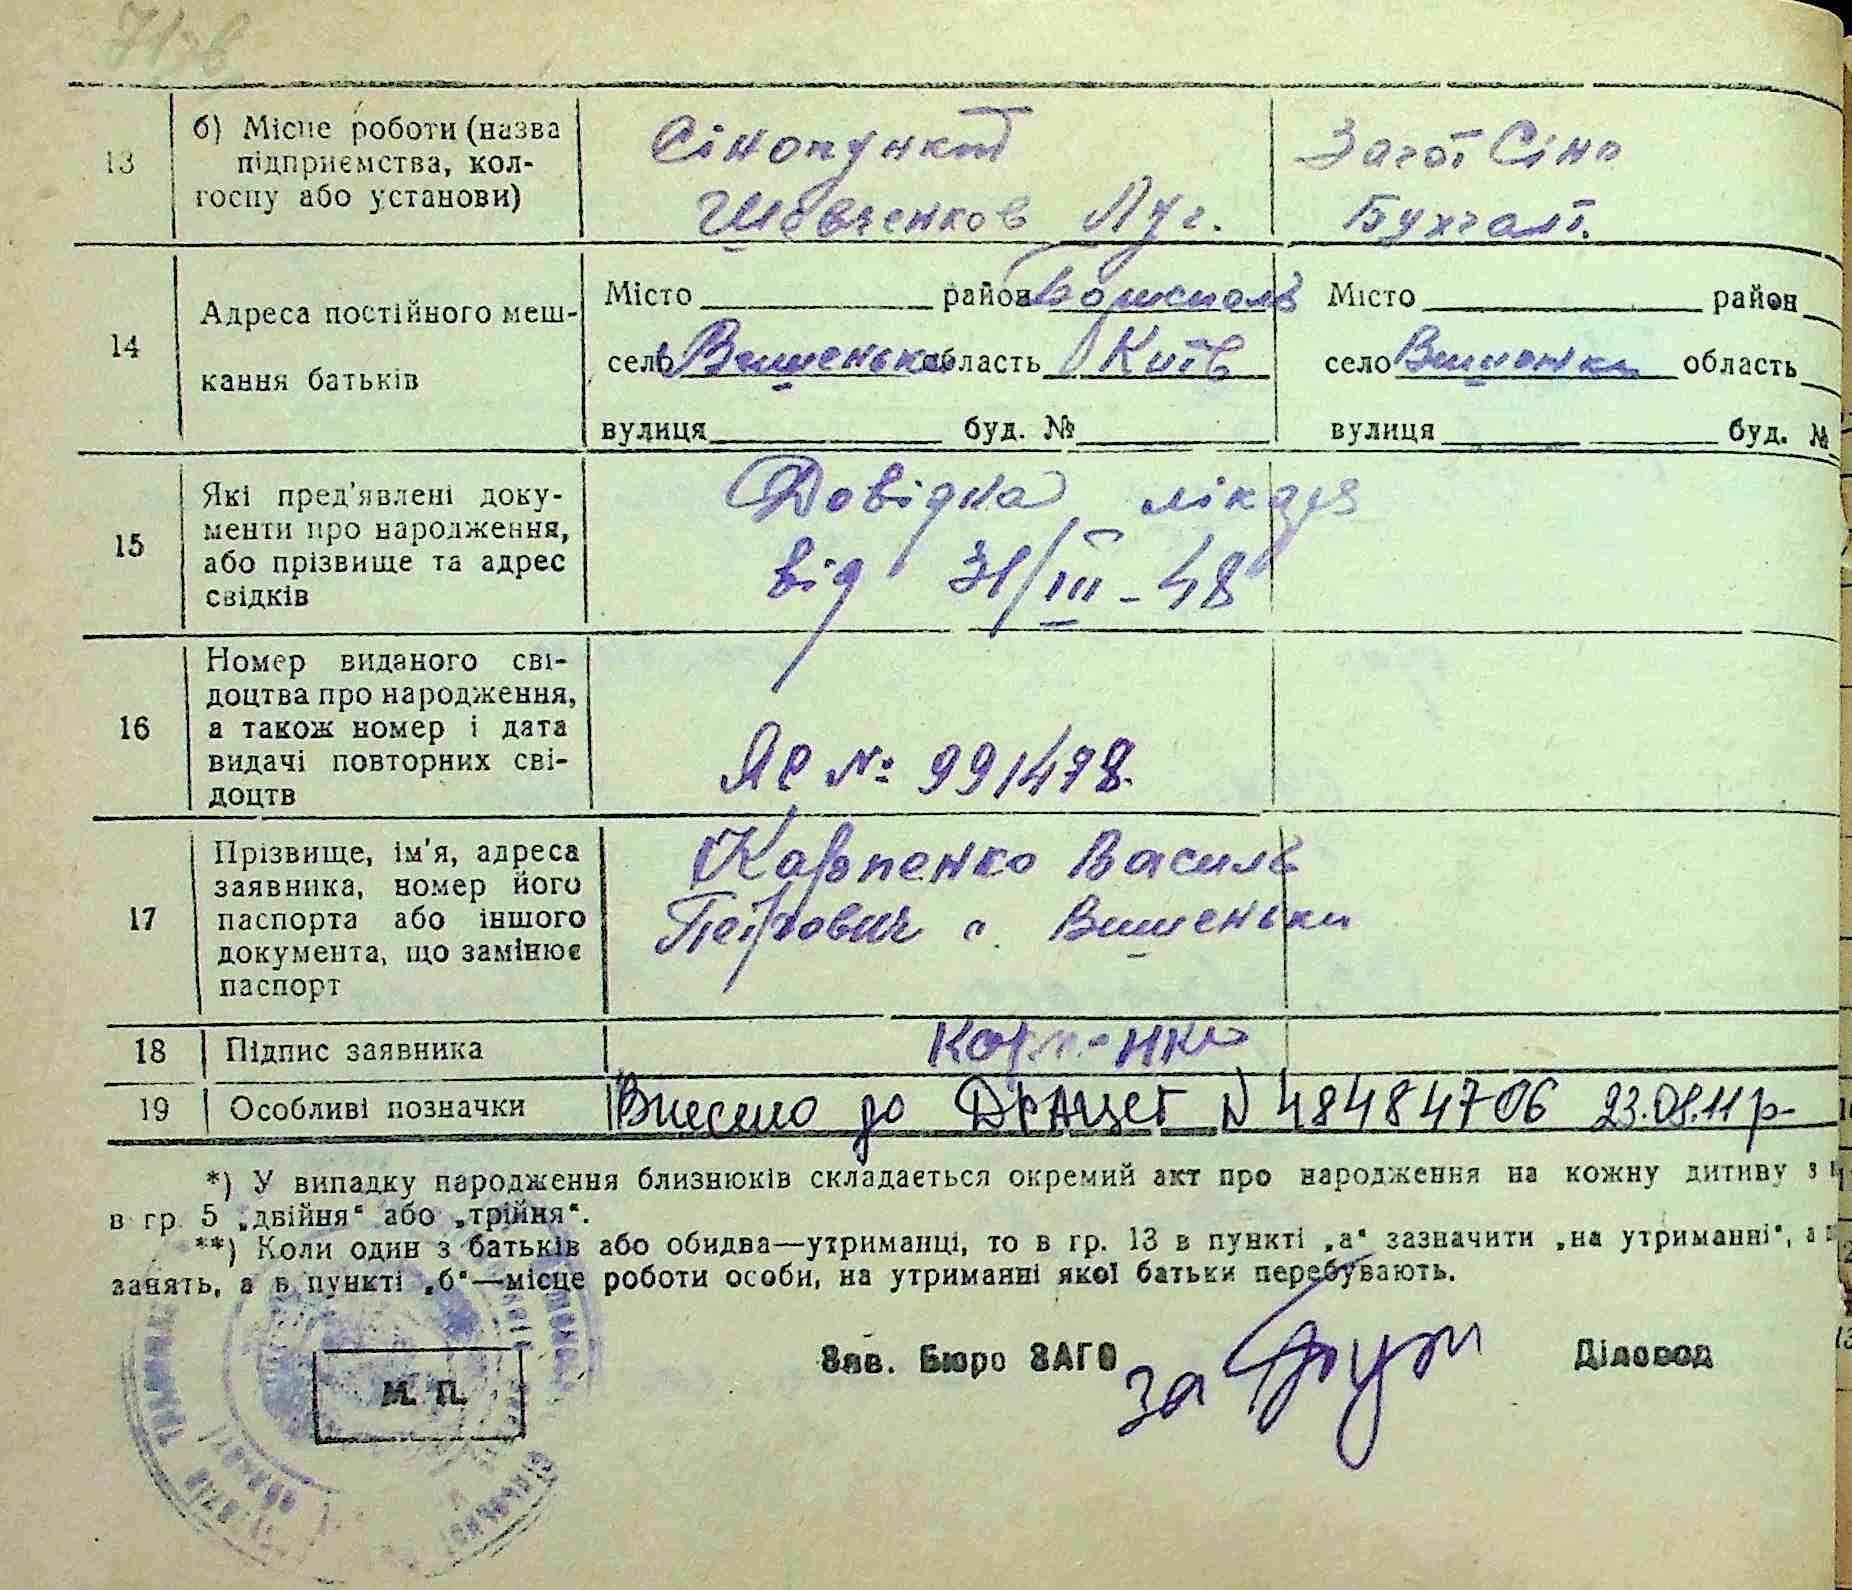 71зв
13
б) Місце роботи (назва
підприємства, кол-
госпу або установи)
Сінопункт
Шевченков Луг.
Загот Сіно
Бухгалт.
14
Адреса постійного меш-
кання батьків
Місто район Бориспіль
село Вишеньки область Київ
вулиця буд. №
Місто район
село Вишеньки область
вулиця буд. №
15
Які пред'явлені доку-
менти про народження,
або прізвище та адрес
свідків
Довідка лікаря
від 31/III-48
16
Номер виданого сві-
доцтва про народження,
а також номер і дата
видачі повторних сві-
доцтв
ЯС № 991478.
17
Прізвище, ім'я, адреса
заявника, номер його
паспорта або іншого
документа, що замінює
паспорт
Карпенко Василь
Петрович с. Вишеньки
18
Підпис заявника
Карпенко
19
Особливі позначки
Внесено до ДРАЦСГ N 48484706 23.08.11р-
*) У випадку народження близнюків складається окремий акт про народження на кожну дитину з
в гр. 5 „двійня“ або „трійня“.
**) Коли один з батьків або обидва—утриманці, то в гр. 13 в пункті „а“ зазначити „на утриманні“, а
занять, а в пункті „б“—місце роботи особи, на утриманні якої батьки перебувають.
М. П.
Зав. Бюро ЗАГС
за
Діловод